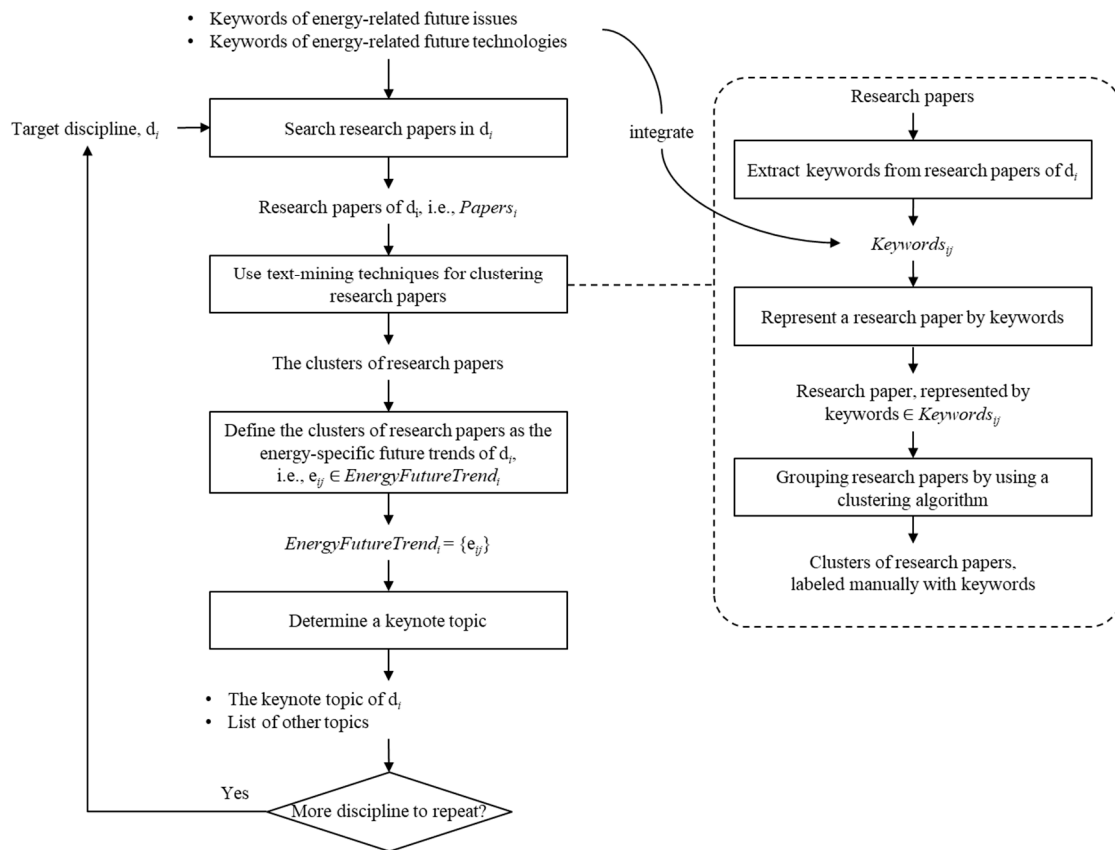 • Keywords of energy-related future issues
• Keywords of energy-related future technologies
Target discipline, dᵢ
Search research papers in dᵢ
Research papers of dᵢ, i.e., Papersᵢ
Use text-mining techniques for clustering
research papers
The clusters of research papers
Define the clusters of research papers as the
energy-specific future trends of dᵢ,
i.e., eᵢⱼ ∈ EnergyFutureTrendᵢ
EnergyFutureTrendᵢ = {eᵢⱼ}
Determine a keynote topic
• The keynote topic of dᵢ
• List of other topics
More discipline to repeat?
Yes
integrate
Research papers
Extract keywords from research papers of dᵢ
Keywordsᵢⱼ
Represent a research paper by keywords
Research paper, represented by
keywords ∈ Keywordsᵢⱼ
Grouping research papers by using a
clustering algorithm
Clusters of research papers,
labeled manually with keywords